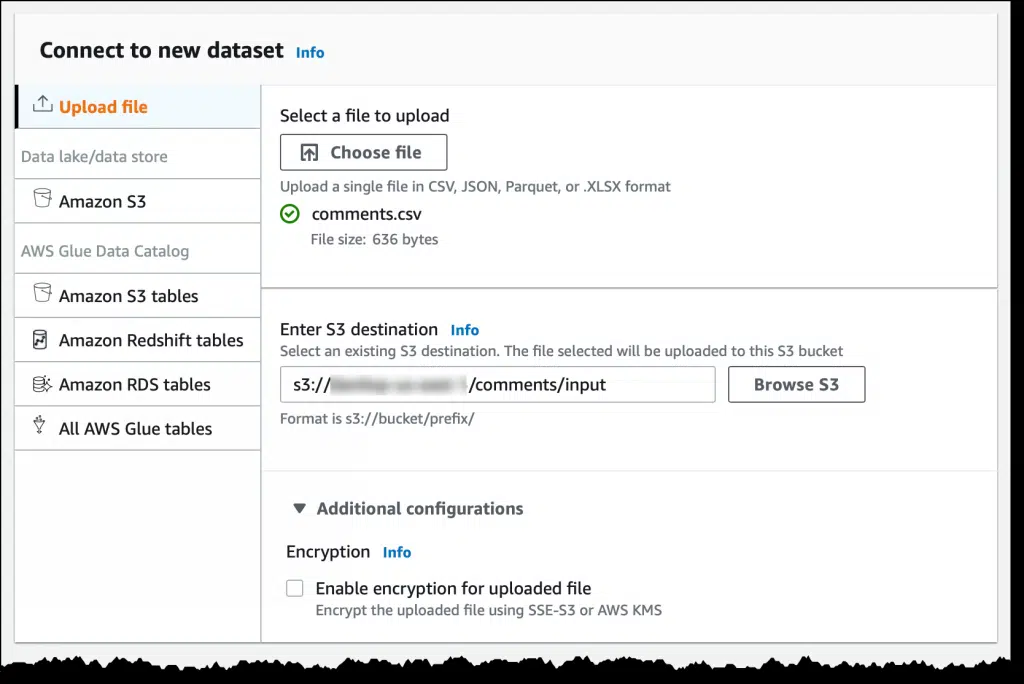 Connect to new dataset Info
Upload file
Data lake/data store
Amazon S3
AWS Glue Data Catalog
Amazon S3 tables
Amazon Redshift tables
Amazon RDS tables
All AWS Glue tables
Select a file to upload
Choose file
Upload a single file in CSV, JSON, Parquet, or .XLSX format
comments.csv
File size: 636 bytes
Enter S3 destination Info
Select an existing S3 destination. The file selected will be uploaded to this S3 bucket
s3:// /comments/input
Browse S3
Format is s3://bucket/prefix/
Additional configurations
Encryption Info
Enable encryption for uploaded file
Encrypt the uploaded file using SSE-S3 or AWS KMS